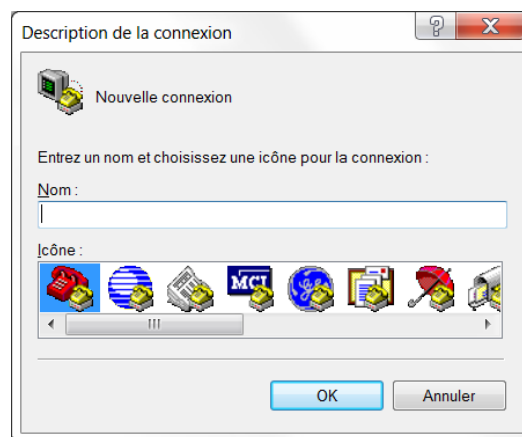 Description de la connexion
Nouvelle connexion
Entrez un nom et choisissez une icône pour la connexion :
Nom :
Icône :
MCI
OK
Annuler